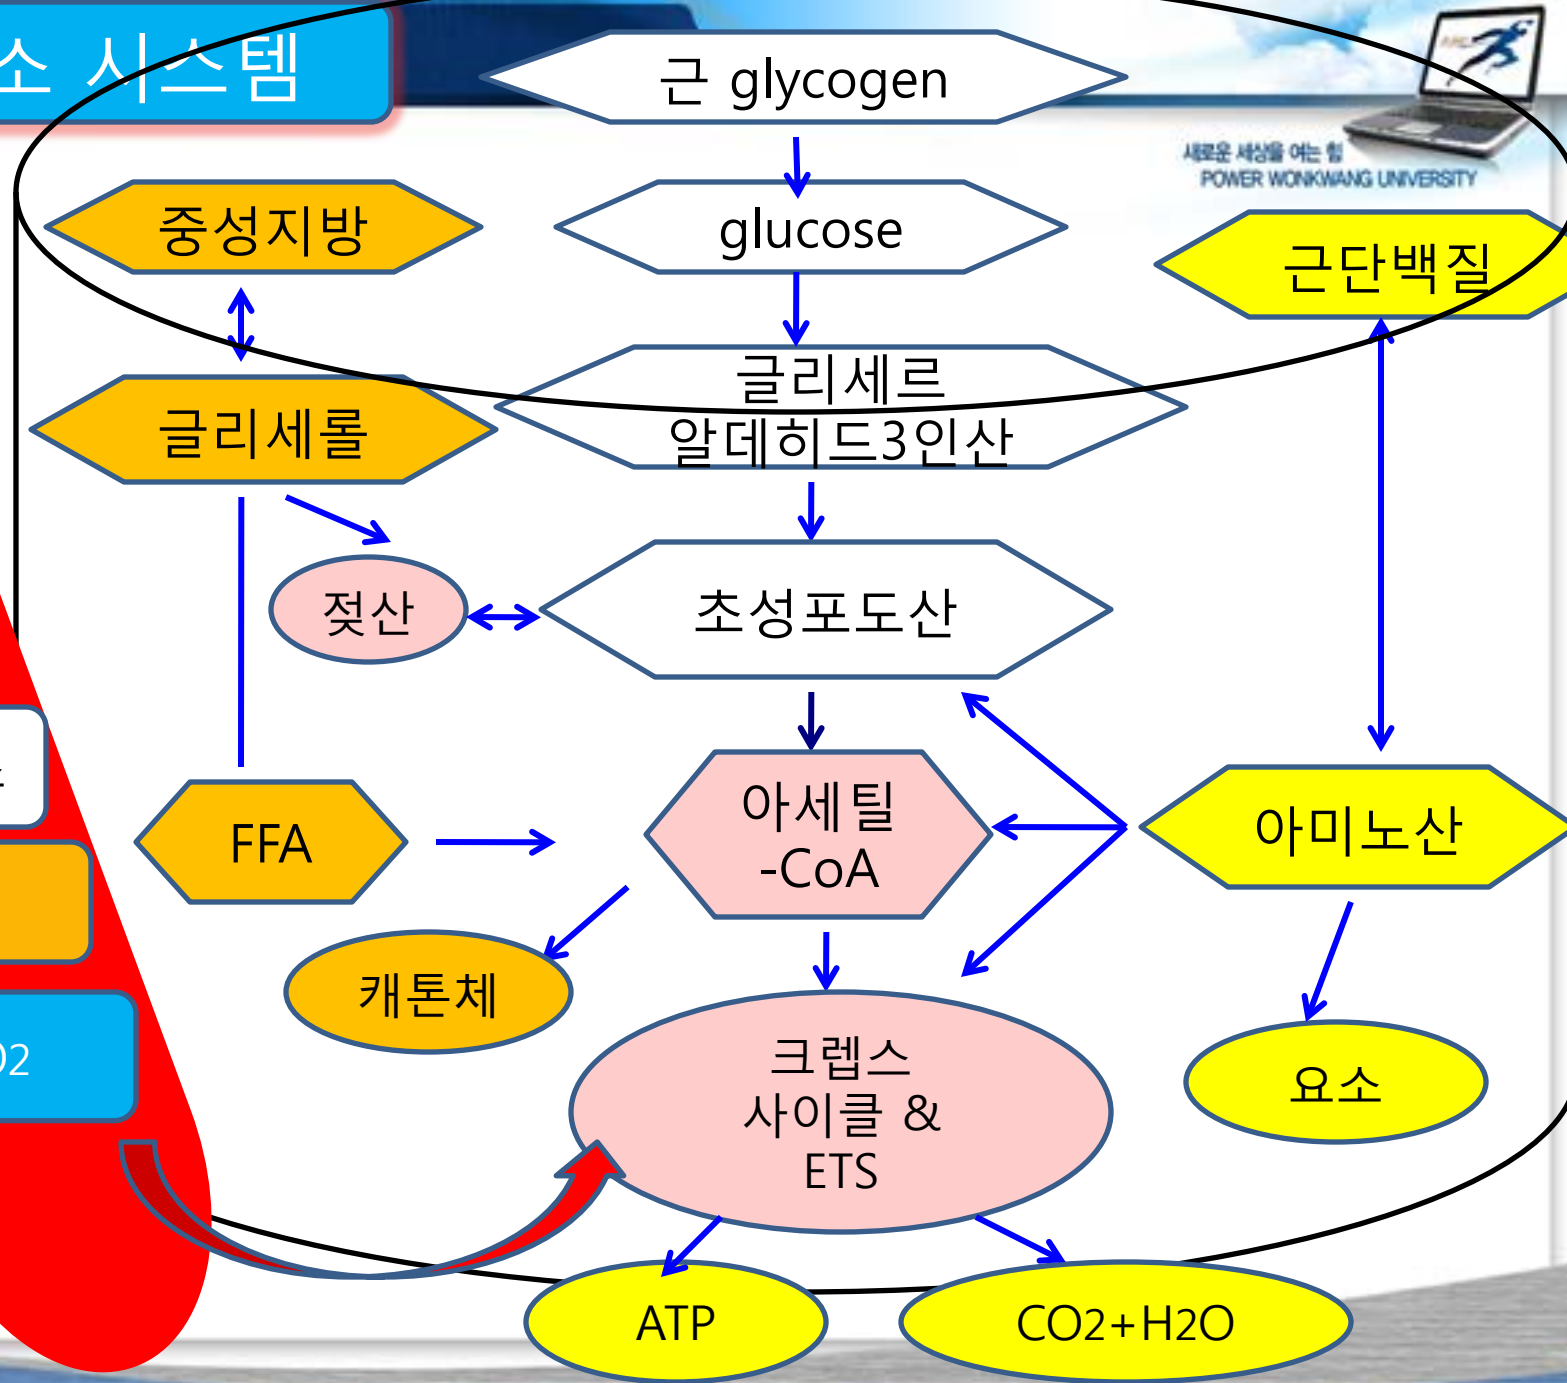 소 시스템
근 glycogen
새로운 세상을 여는 힘
POWER WONKWANG UNIVERSITY
중성지방
glucose
근단백질
글리세롤
글리세르
알데히드3인산
젖산
초성포도산
FFA
아세틸
-CoA
아미노산
캐톤체
크렙스
사이클 &
ETS
요소
O2
ATP
CO2+H2O